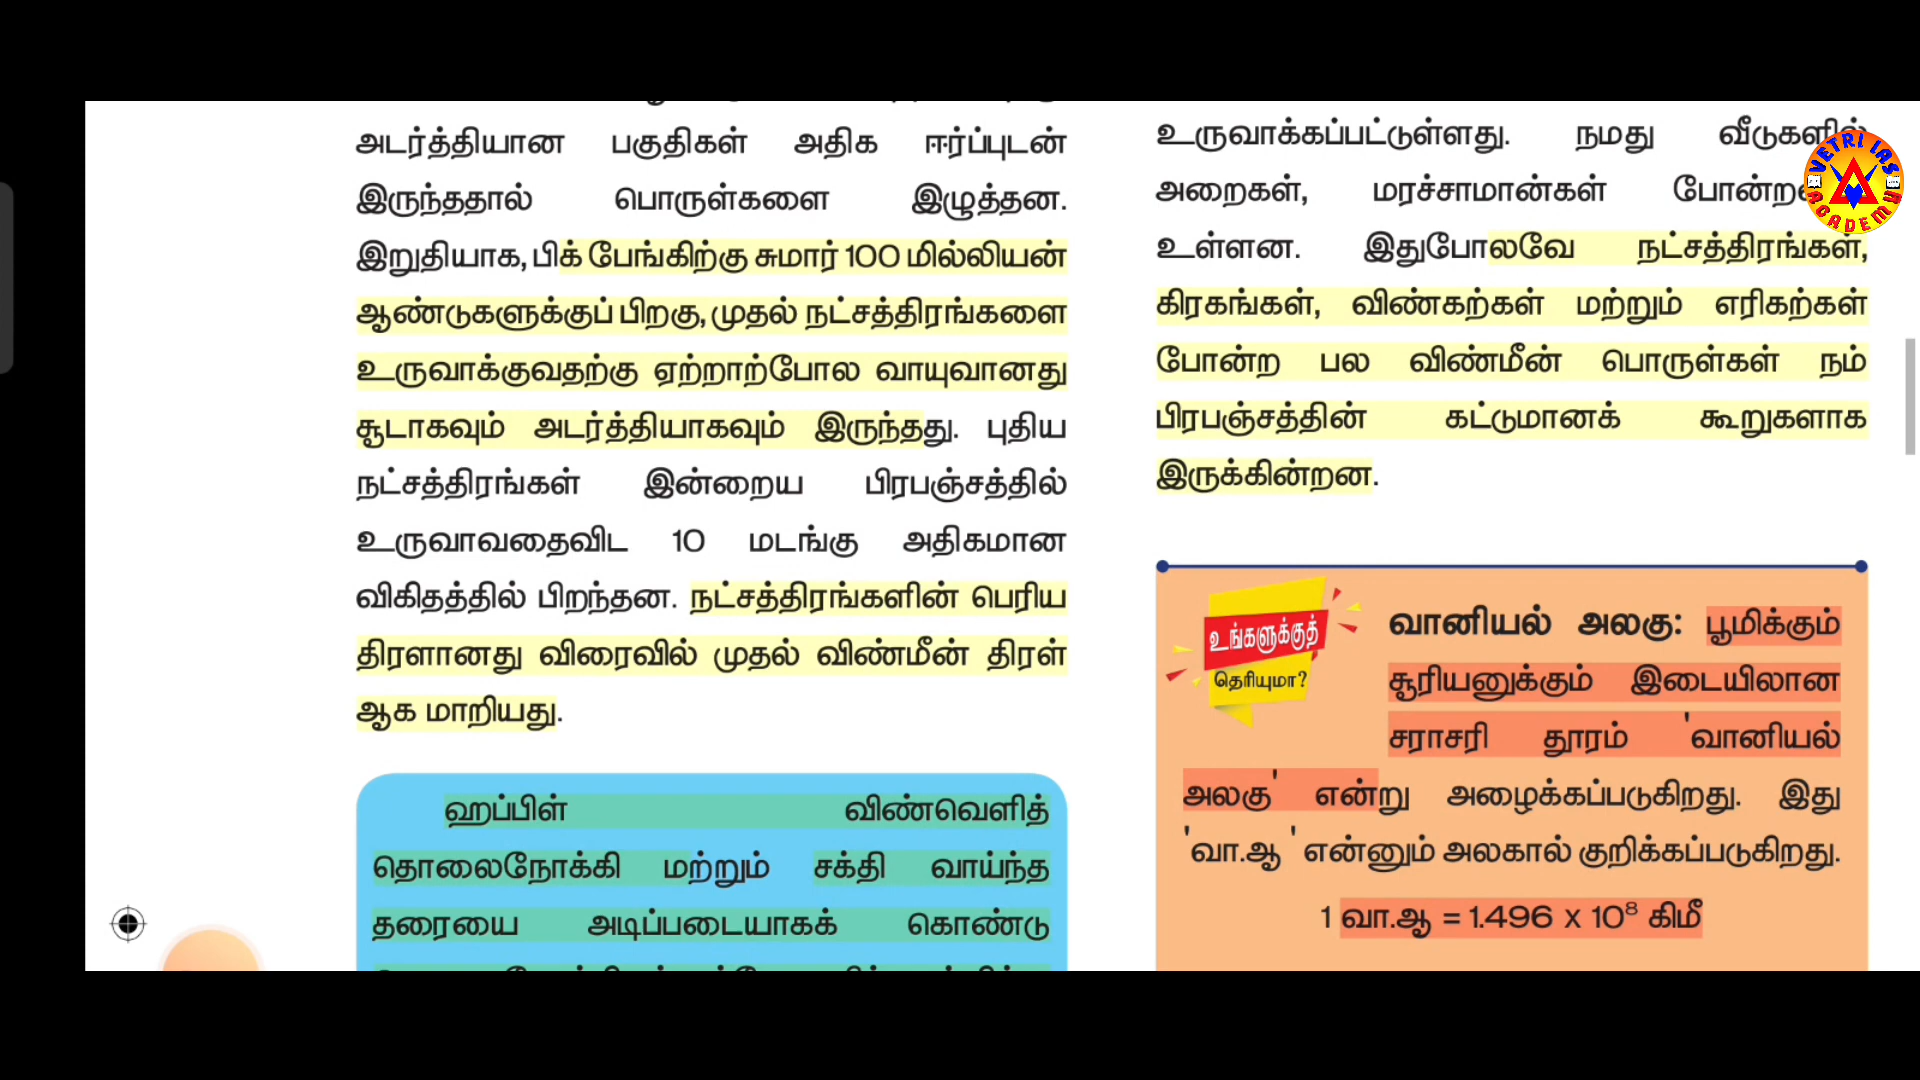 அடர்த்தியான பகுதிகள் அதிக ஈர்ப்புடன்
இருந்ததால் பொருள்களை இழுத்தன.
இறுதியாக, பிக் பேங்கிற்கு சுமார் 100 மில்லியன்
ஆண்டுகளுக்குப் பிறகு, முதல் நட்சத்திரங்களை
உருவாக்குவதற்கு ஏற்றாற்போல வாயுவானது
சூடாகவும் அடர்த்தியாகவும் இருந்தது. புதிய
நட்சத்திரங்கள் இன்றைய பிரபஞ்சத்தில்
உருவாவதைவிட 10 மடங்கு அதிகமான
விகிதத்தில் பிறந்தன. நட்சத்திரங்களின் பெரிய
திரளானது விரைவில் முதல் விண்மீன் திரள்
ஆக மாறியது.
ஹப்பிள் விண்வெளித்
தொலைநோக்கி மற்றும் சக்தி வாய்ந்த
தரையை அடிப்படையாகக் கொண்டு
உருவாக்கப்பட்டுள்ளது. நமது வீடுகளில்
அறைகள், மரச்சாமான்கள்
உள்ளன. இதுபோலவே நட்சத்திரங்கள்,
கிரகங்கள், விண்கற்கள் மற்றும் எரிகற்கள்
போன்ற பல விண்மீன் பொருள்கள் நம்
பிரபஞ்சத்தின் கட்டுமானக் கூறுகளாக
இருக்கின்றன.
உங்களுக்குத்
தெரியுமா?
வானியல் அலகு: பூமிக்கும்
சூரியனுக்கும் இடையிலான
சராசரி தூரம் 'வானியல்
அலகு' என்று அழைக்கப்படுகிறது. இது
'வா.ஆ' என்னும் அலகால் குறிக்கப்படுகிறது.
1 வா.ஆ = 1.496 x 10⁸ கிமீ
VETRI IAS
ACADEMY